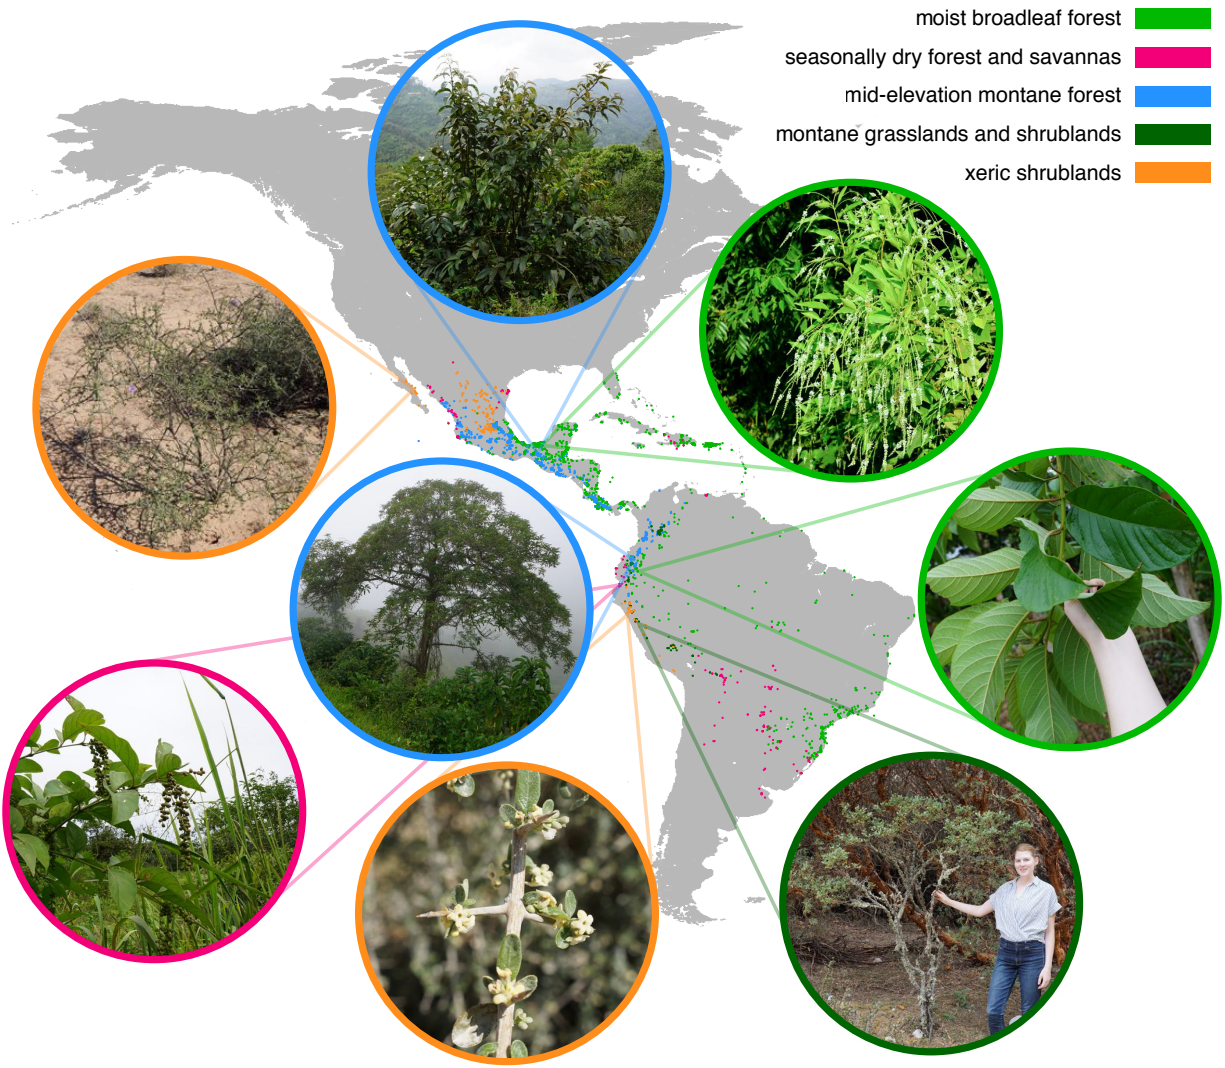 moist broadleaf forest
seasonally dry forest and savannas
mid-elevation montane forest
montane grasslands and shrublands
xeric shrublands